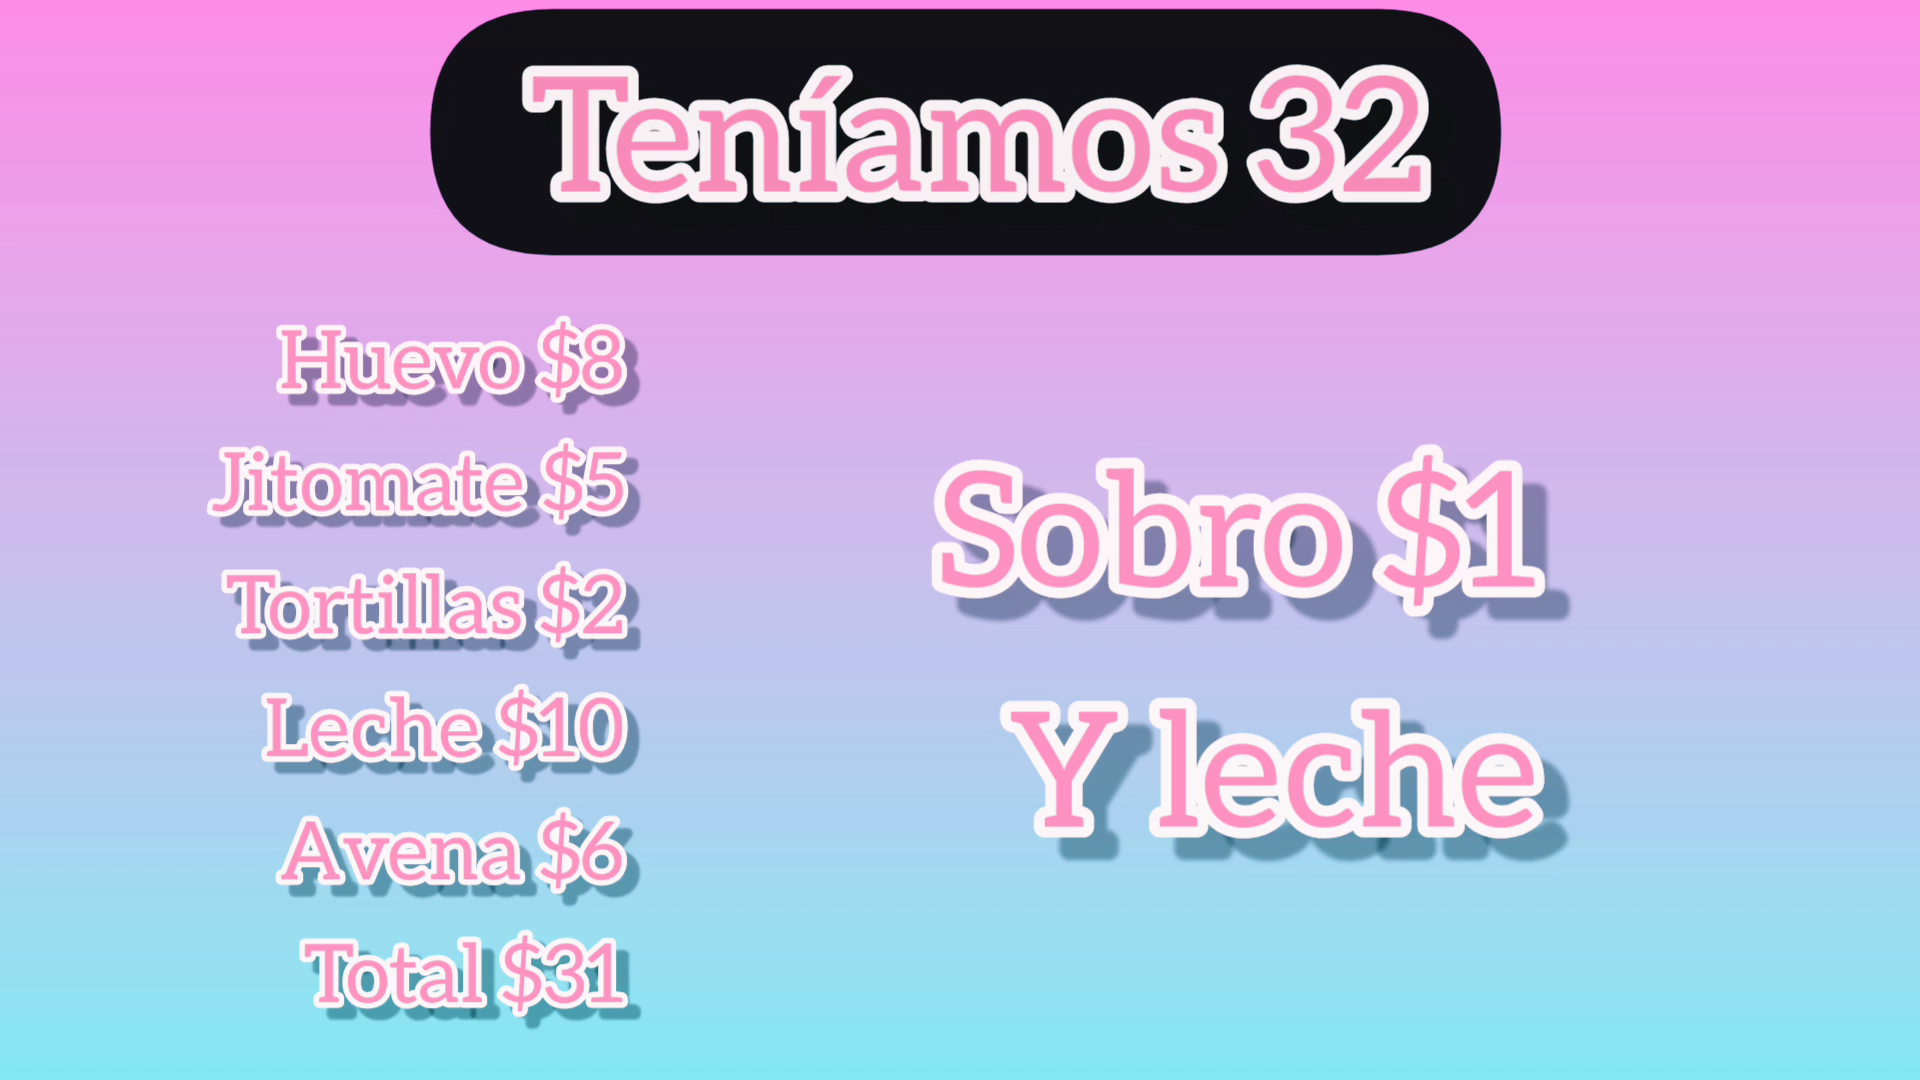 Teníamos 32
Huevo $8
Jitomate $5
Tortillas $2
Leche $10
Avena $6
Total $31
Sobro $1
Y leche